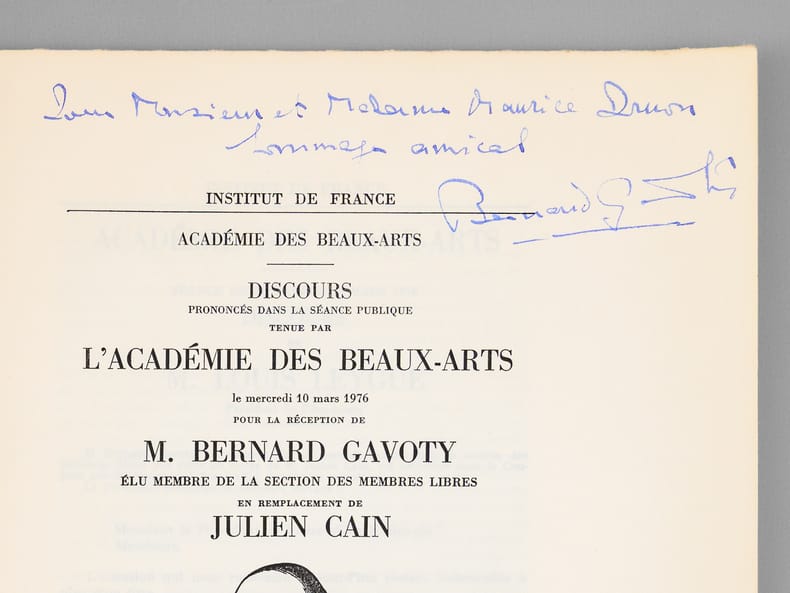 Pour Monsieur et Madame Maurice Druon
hommage amical
Bernard Gavoty
INSTITUT DE FRANCE
ACADÉMIE DES BEAUX-ARTS
DISCOURS
PRONONCÉS DANS LA SÉANCE PUBLIQUE
TENUE PAR
L'ACADÉMIE DES BEAUX-ARTS
le mercredi 10 mars 1976
POUR LA RÉCEPTION DE
M. BERNARD GAVOTY
ÉLU MEMBRE DE LA SECTION DES MEMBRES LIBRES
EN REMPLACEMENT DE
JULIEN CAIN